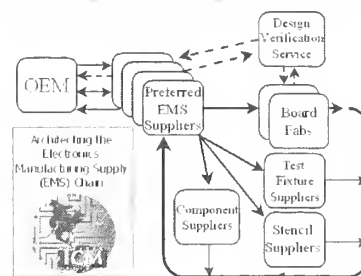 Design
Verification
Service
OEM
Preferred
EMS
Suppliers
Board
Fabs
Architecting the
Electronics
Manufacturing Supply
(EMS) Chain
Test
Fixture
Suppliers
Component
Suppliers
Stencil
Suppliers